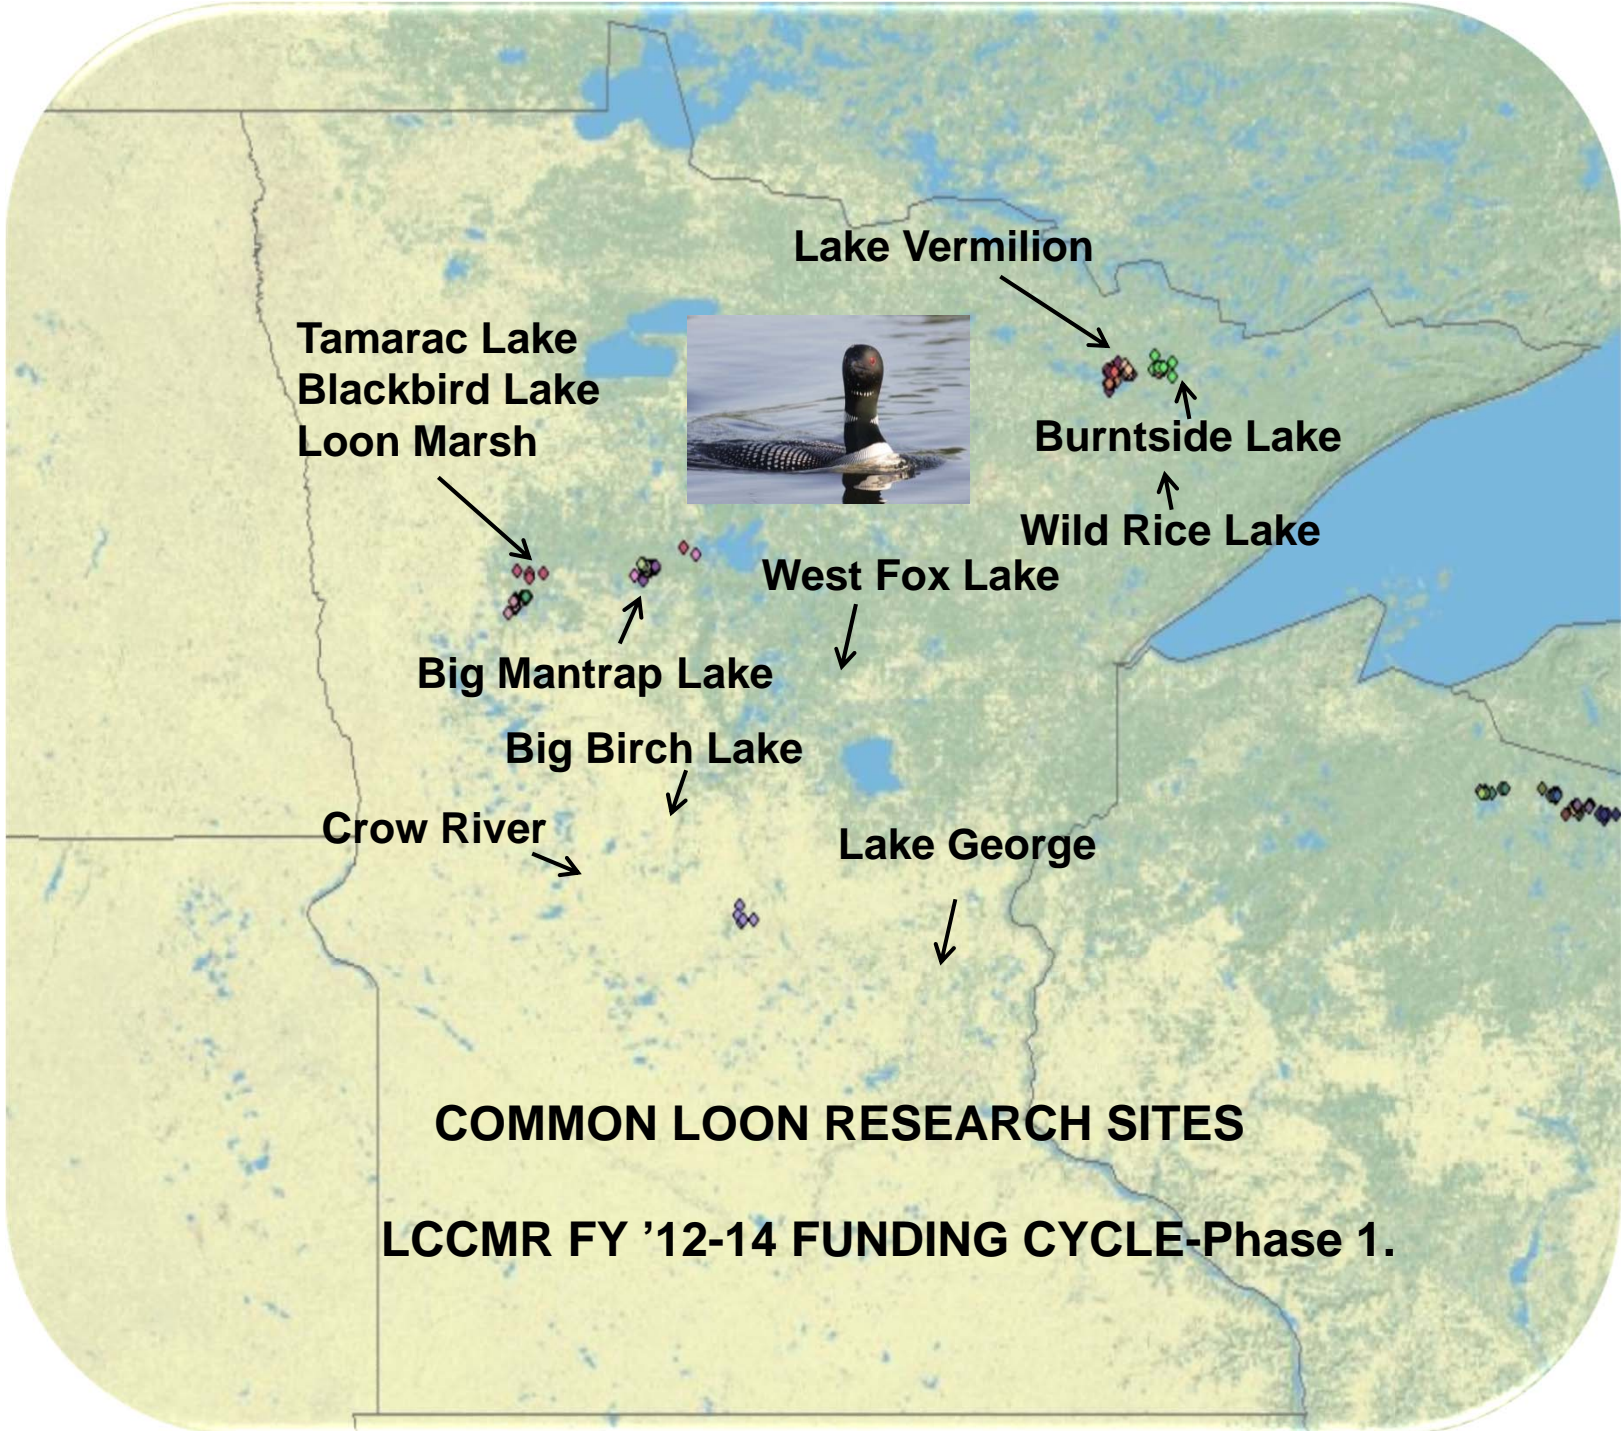 Lake Vermilion
Tamarac Lake
Blackbird Lake
Loon Marsh
Burntside Lake
Wild Rice Lake
West Fox Lake
Big Mantrap Lake
Big Birch Lake
Crow River
Lake George
COMMON LOON RESEARCH SITES
LCCMR FY ’12-14 FUNDING CYCLE-Phase 1.